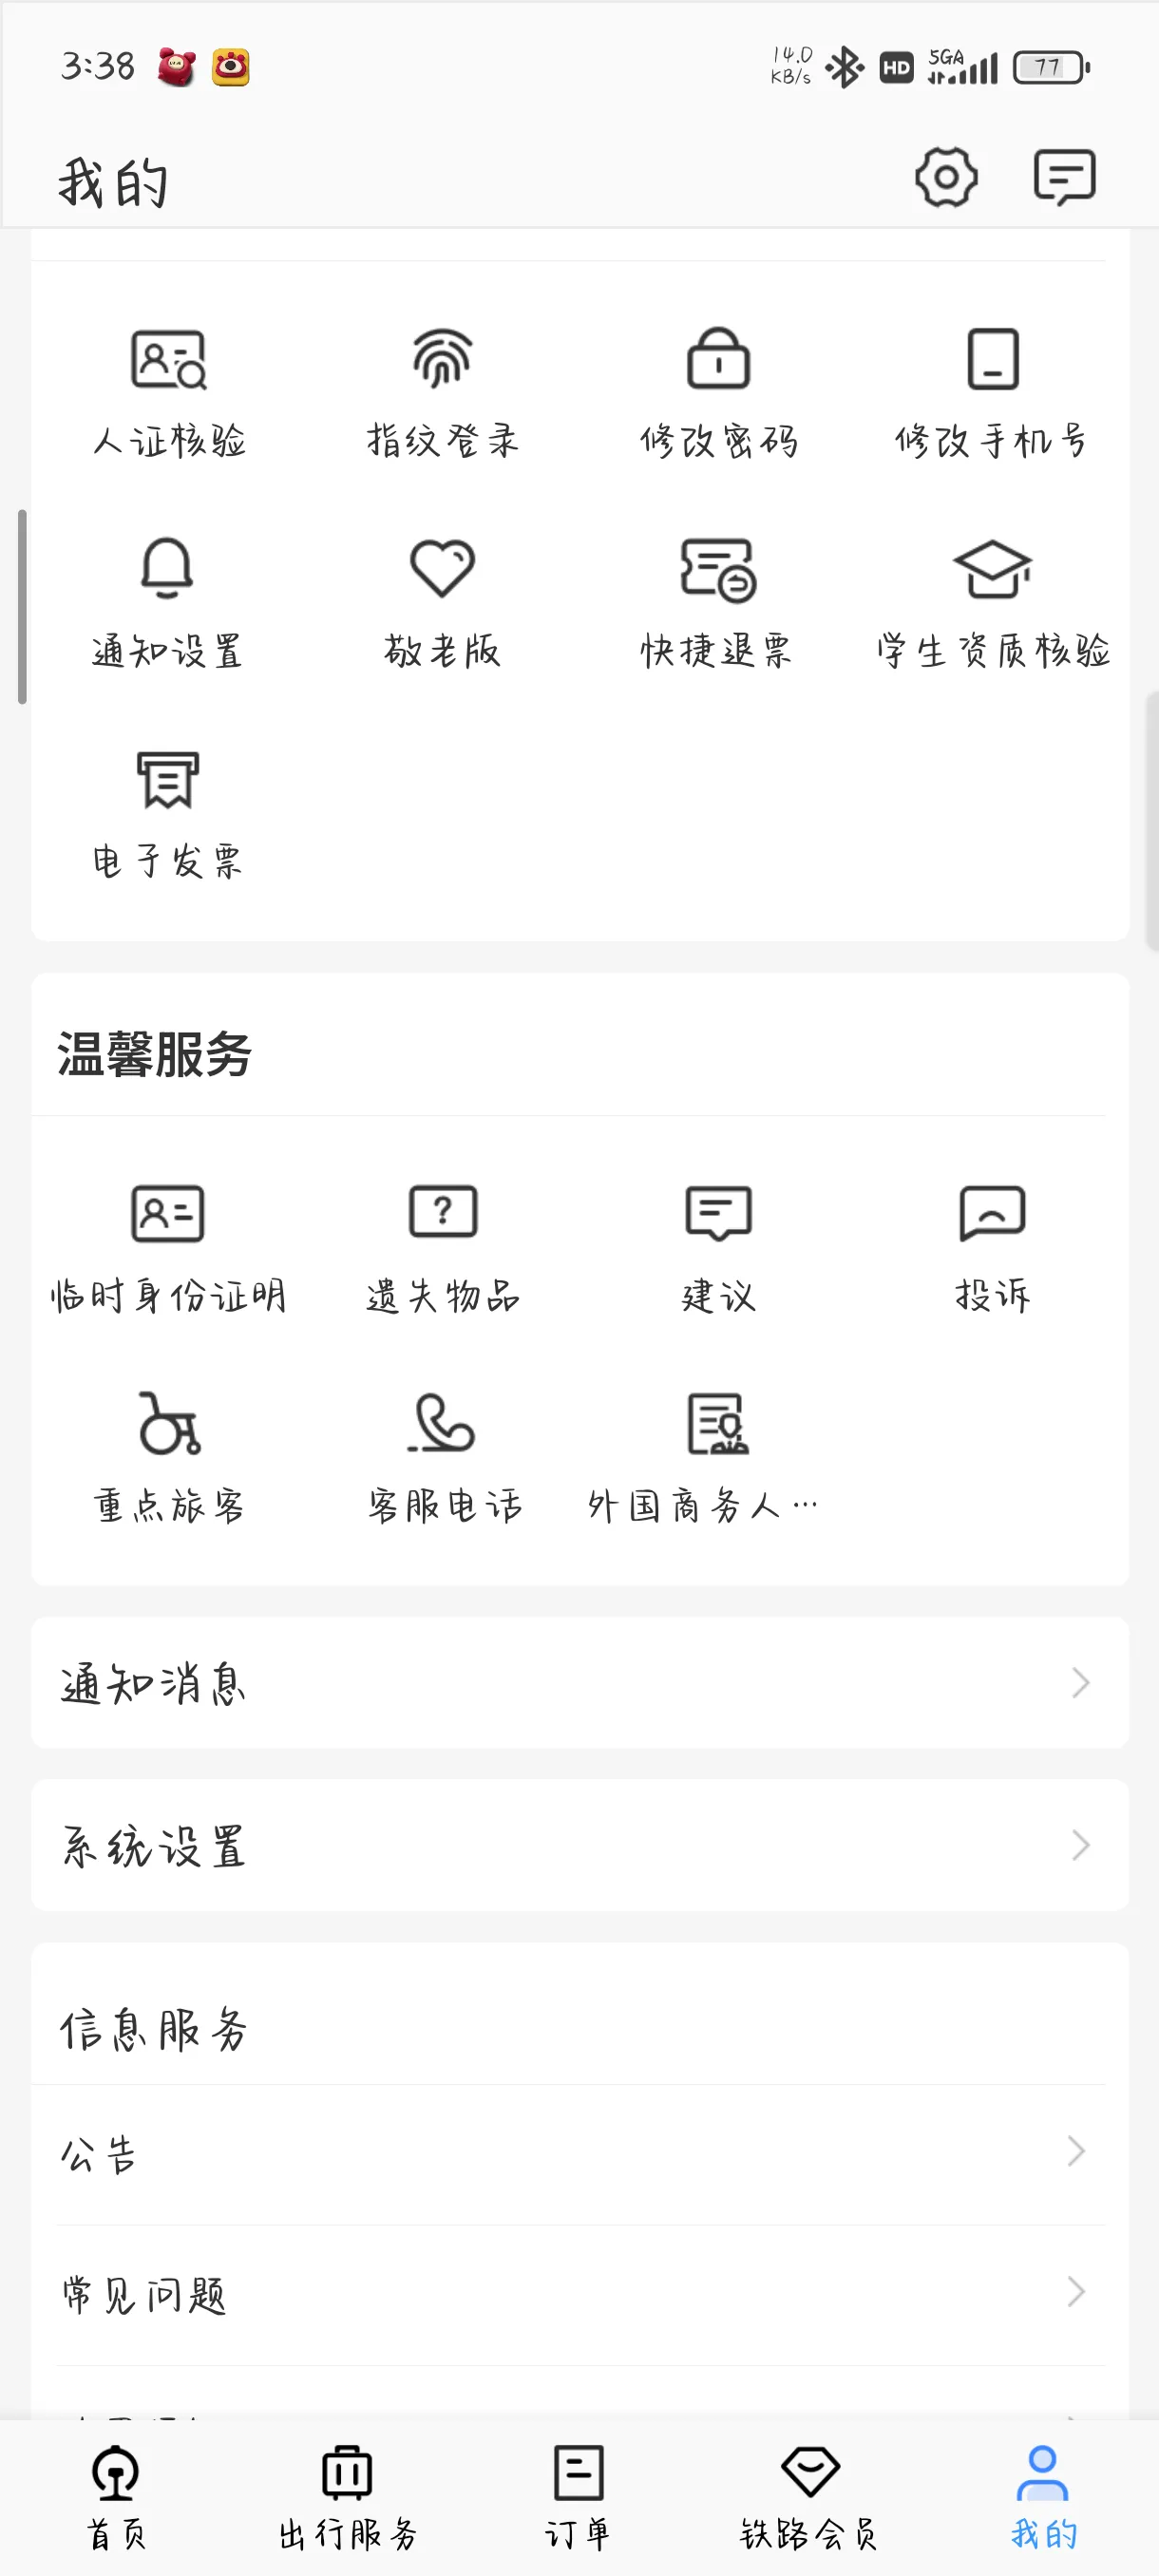 3:38
14.0
KB/s
HD
5GA
77
我的
人证核验 指纹登录 修改密码 修改手机号
通知设置 敬老版 快捷退票 学生资质核验
电子发票
温馨服务
临时身份证明 遗失物品 建议 投诉
重点旅客 客服电话 外国商务人…
通知消息
系统设置
信息服务
公告
常见问题
首页 出行服务 订单 铁路会员 我的